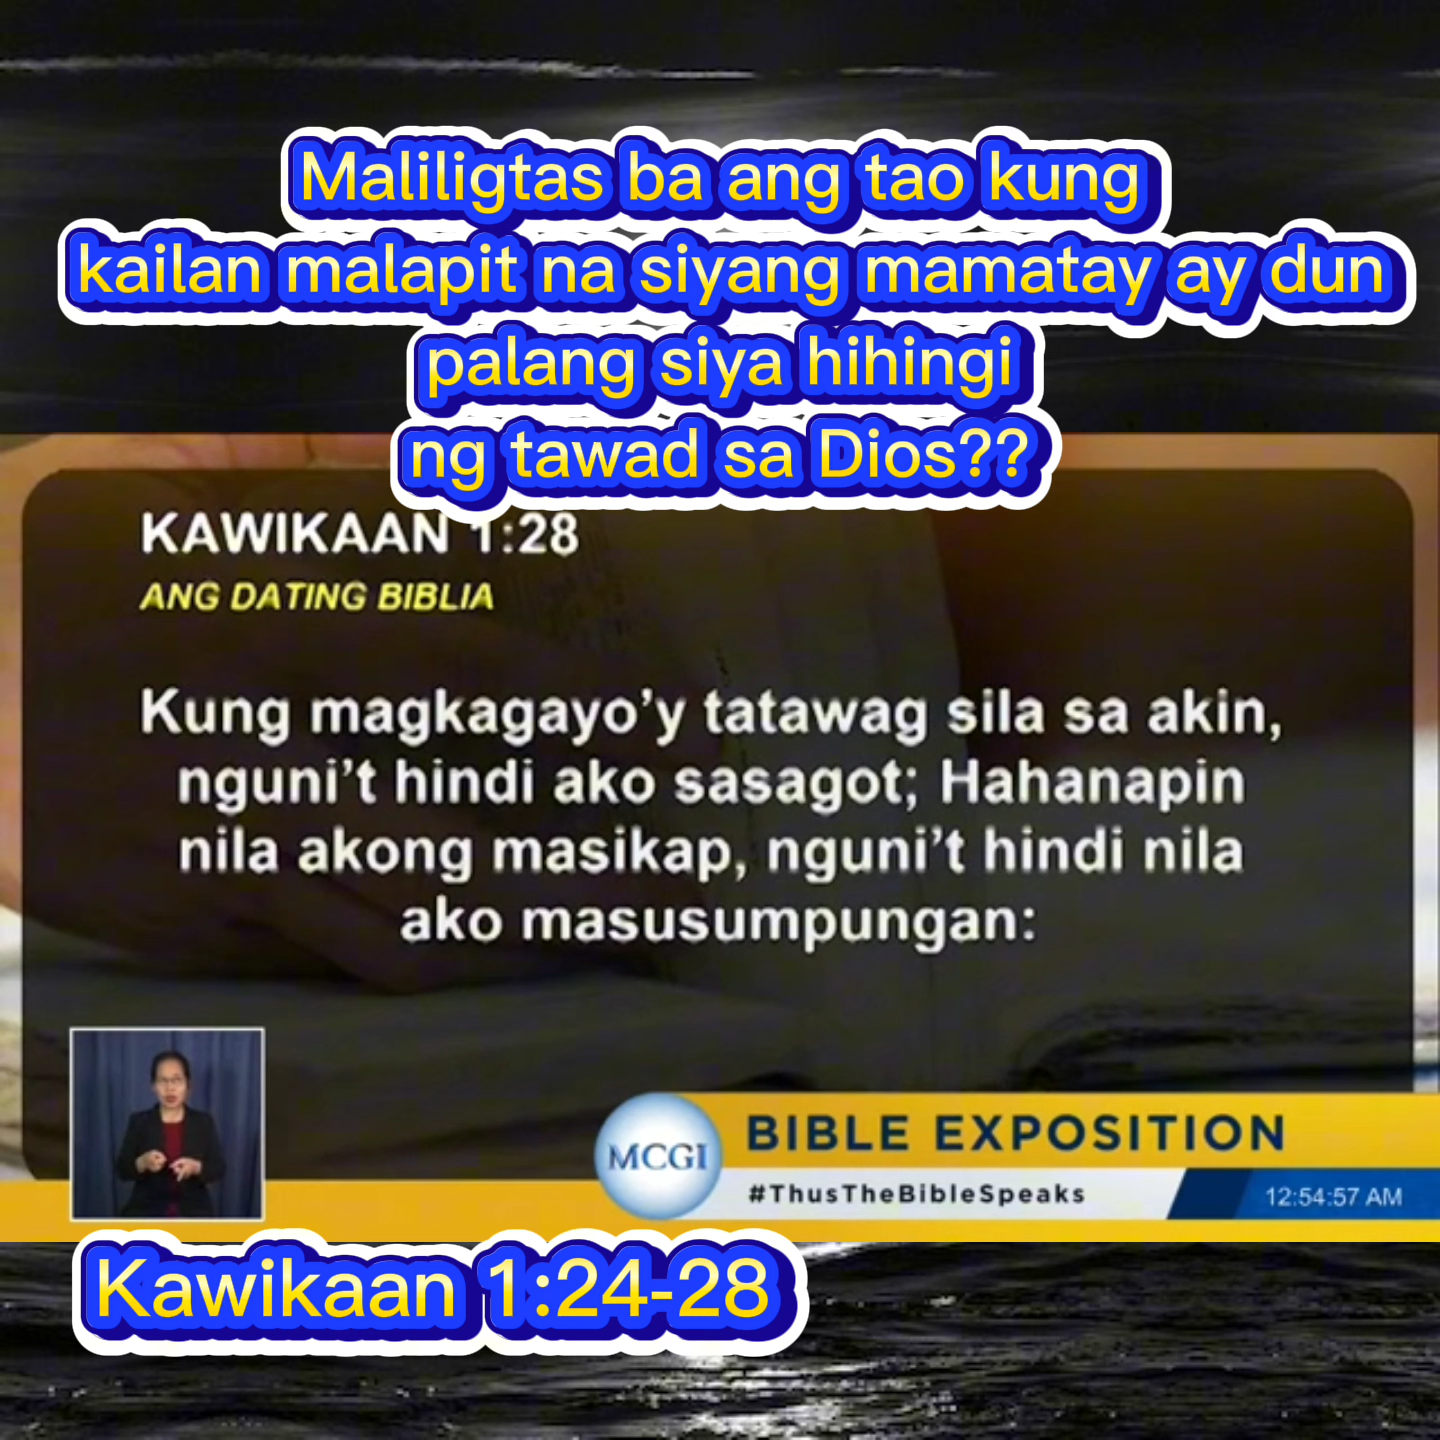 Maliligtas ba ang tao kung
kailan malapit na siyang mamatay ay dun
palang siya hihingi
ng tawad sa Dios??
KAWIKAAN 1:28
ANG DATING BIBLIA
Kung magkagayo’y tatawag sila sa akin,
nguni’t hindi ako sasagot; Hahanapin
nila akong masikap, nguni’t hindi nila
ako masusumpungan:
MCGI
BIBLE EXPOSITION
#ThusTheBibleSpeaks
12:54:57 AM
Kawikaan 1:24-28